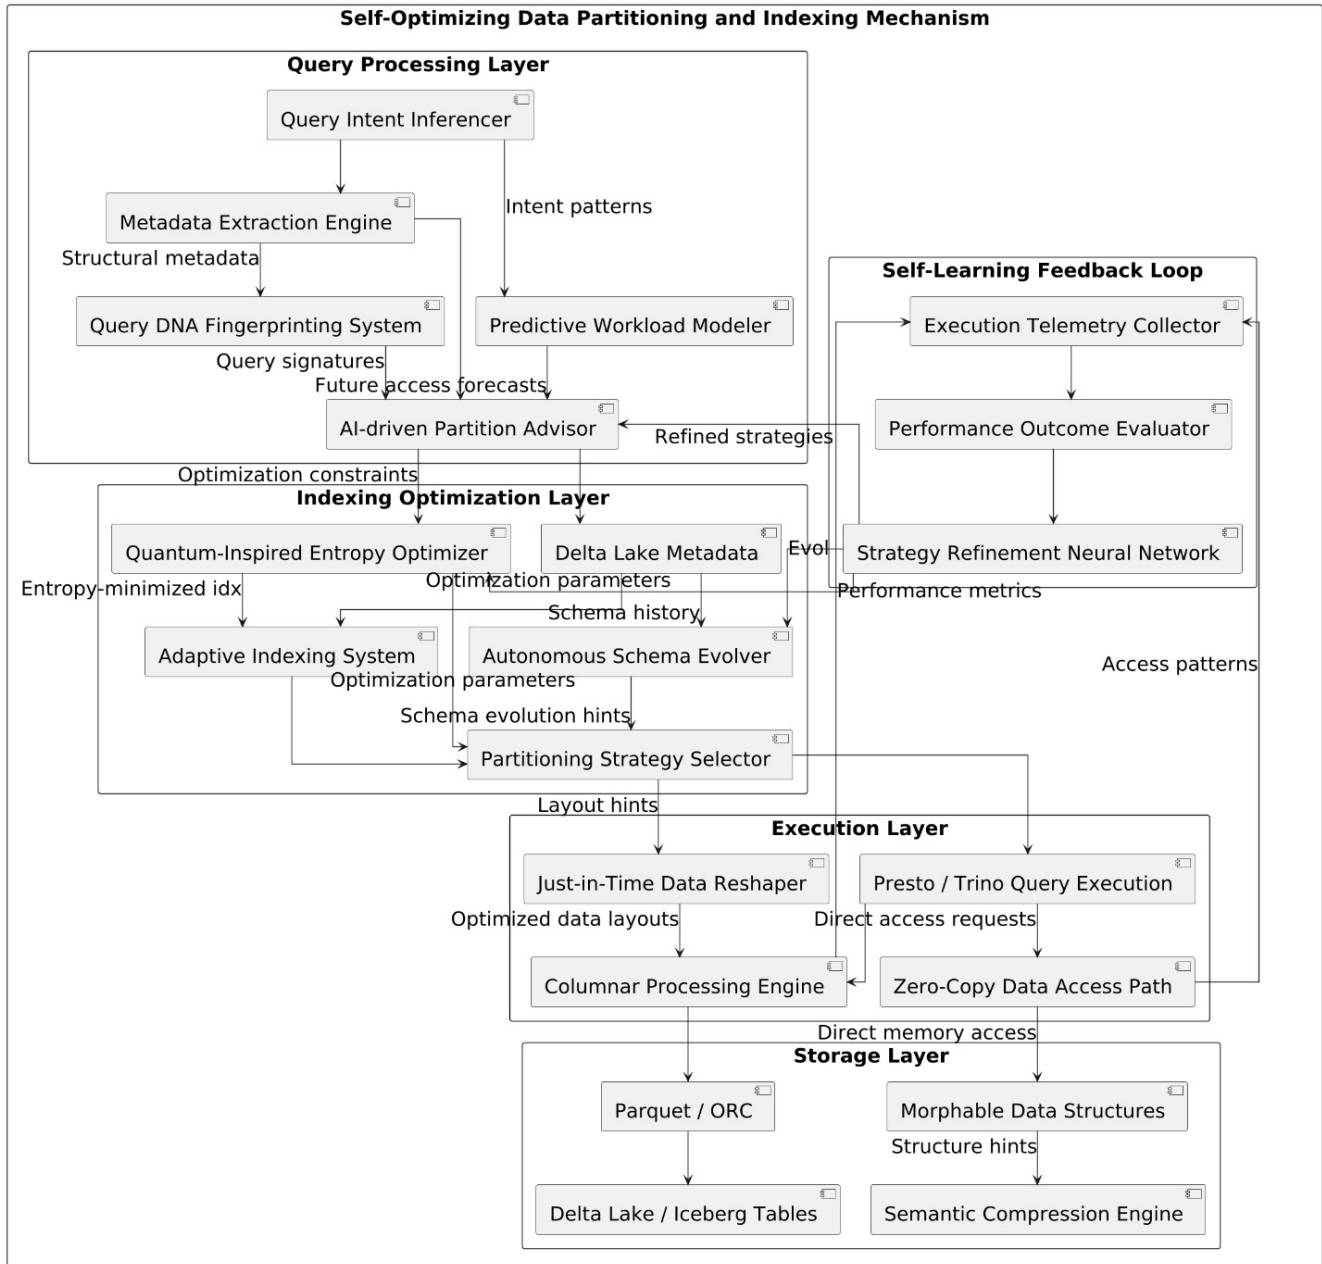 Self-Optimizing Data Partitioning and Indexing Mechanism
Query Processing Layer
Query Intent Inferencer
Metadata Extraction Engine
Intent patterns
Structural metadata
Query DNA Fingerprinting System
Predictive Workload Modeler
Query signatures
Future access forecasts
AI-driven Partition Advisor
Self-Learning Feedback Loop
Execution Telemetry Collector
Performance Outcome Evaluator
Refined strategies
Strategy Refinement Neural Network
Evol
Performance metrics
Optimization constraints
Indexing Optimization Layer
Quantum-Inspired Entropy Optimizer
Delta Lake Metadata
Entropy-minimized idx
Optimization parameters
Schema history
Adaptive Indexing System
Autonomous Schema Evolver
Optimization parameters
Schema evolution hints
Partitioning Strategy Selector
Access patterns
Layout hints
Execution Layer
Just-in-Time Data Reshaper
Presto / Trino Query Execution
Optimized data layouts
Direct access requests
Columnar Processing Engine
Zero-Copy Data Access Path
Direct memory access
Storage Layer
Parquet / ORC
Morphable Data Structures
Structure hints
Delta Lake / Iceberg Tables
Semantic Compression Engine